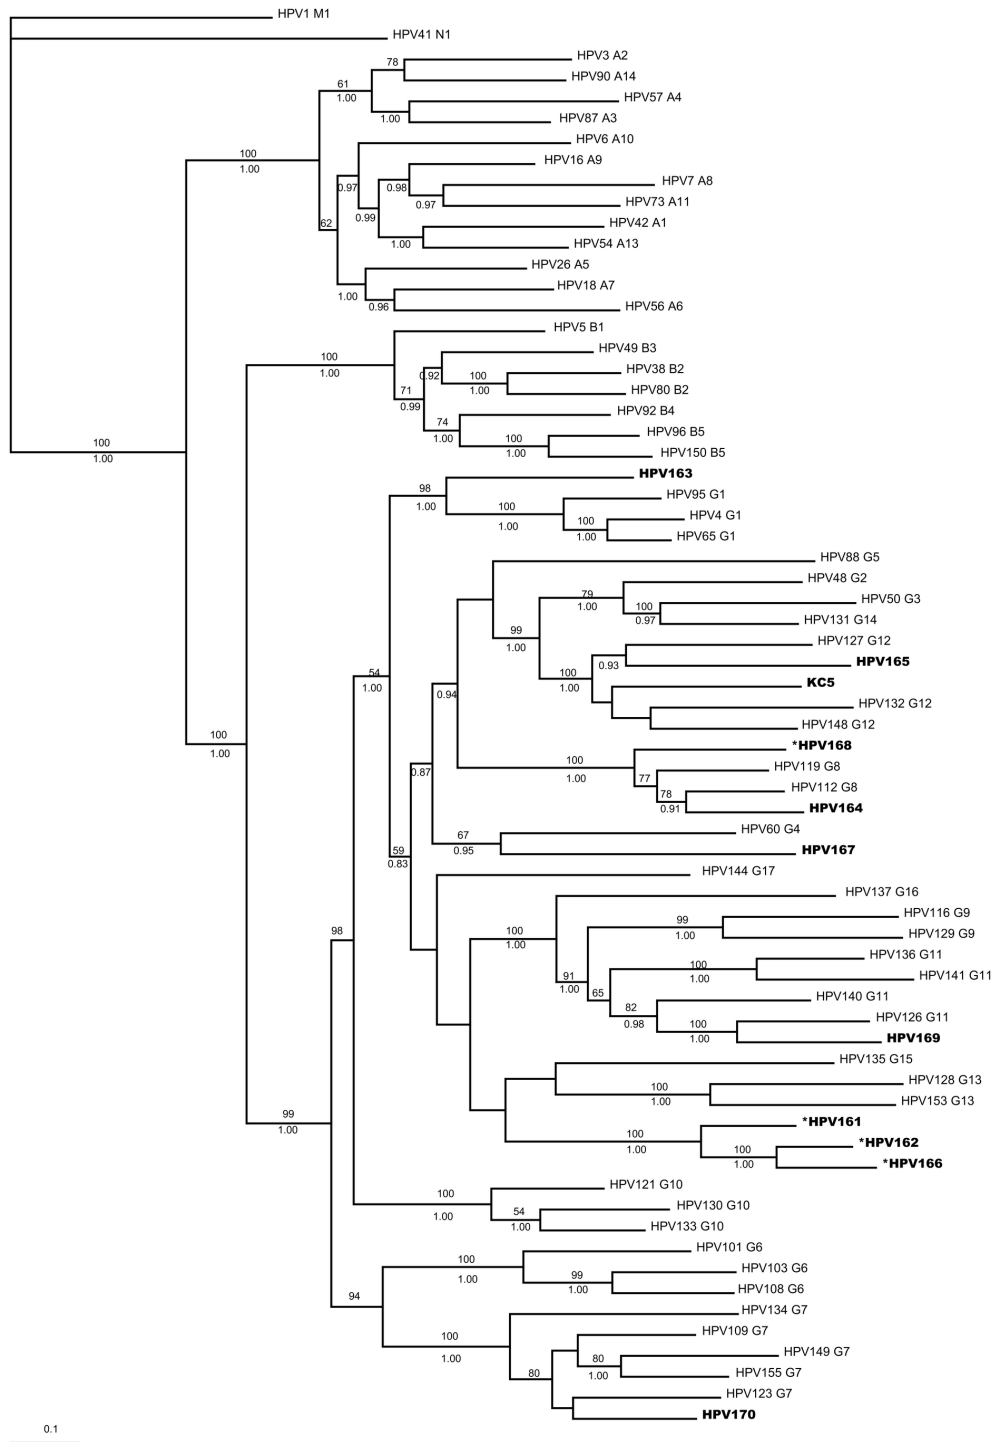 HPV1 M1
HPV41 N1
HPV3 A2
78
HPV90 A14
61
1.00
HPV57 A4
1.00
HPV87 A3
HPV6 A10
100
1.00
HPV16 A9
0.97
0.98
HPV7 A8
0.97
HPV73 A11
0.99
62
HPV42 A1
1.00
HPV54 A13
HPV26 A5
HPV18 A7
1.00
0.96
HPV56 A6
HPV5 B1
HPV49 B3
100
1.00
0.92
HPV38 B2
100
1.00
HPV80 B2
71
0.99
HPV92 B4
74
1.00
HPV96 B5
100
1.00
HPV150 B5
100
1.00
HPV163
98
1.00
HPV95 G1
100
1.00
HPV4 G1
100
1.00
HPV65 G1
HPV88 G5
HPV48 G2
79
1.00
HPV50 G3
100
0.97
HPV131 G14
99
1.00
HPV127 G12
0.93
HPV165
100
1.00
KC5
54
1.00
0.94
HPV132 G12
HPV148 G12
100
1.00
*HPV168
100
1.00
HPV119 G8
0.87
77
HPV112 G8
78
0.91
HPV164
HPV60 G4
67
0.95
HPV167
59
0.83
HPV144 G17
HPV137 G16
HPV116 G9
99
1.00
HPV129 G9
98
100
1.00
HPV136 G11
100
1.00
HPV141 G11
91
1.00
65
HPV140 G11
82
0.98
HPV126 G11
100
1.00
HPV169
HPV135 G15
HPV128 G13
100
1.00
HPV153 G13
99
1.00
*HPV161
100
1.00
*HPV162
100
1.00
*HPV166
HPV121 G10
100
1.00
HPV130 G10
54
1.00
HPV133 G10
HPV101 G6
100
1.00
HPV103 G6
99
1.00
HPV108 G6
94
HPV134 G7
HPV109 G7
100
1.00
HPV149 G7
80
1.00
HPV155 G7
80
HPV123 G7
HPV170
0.1